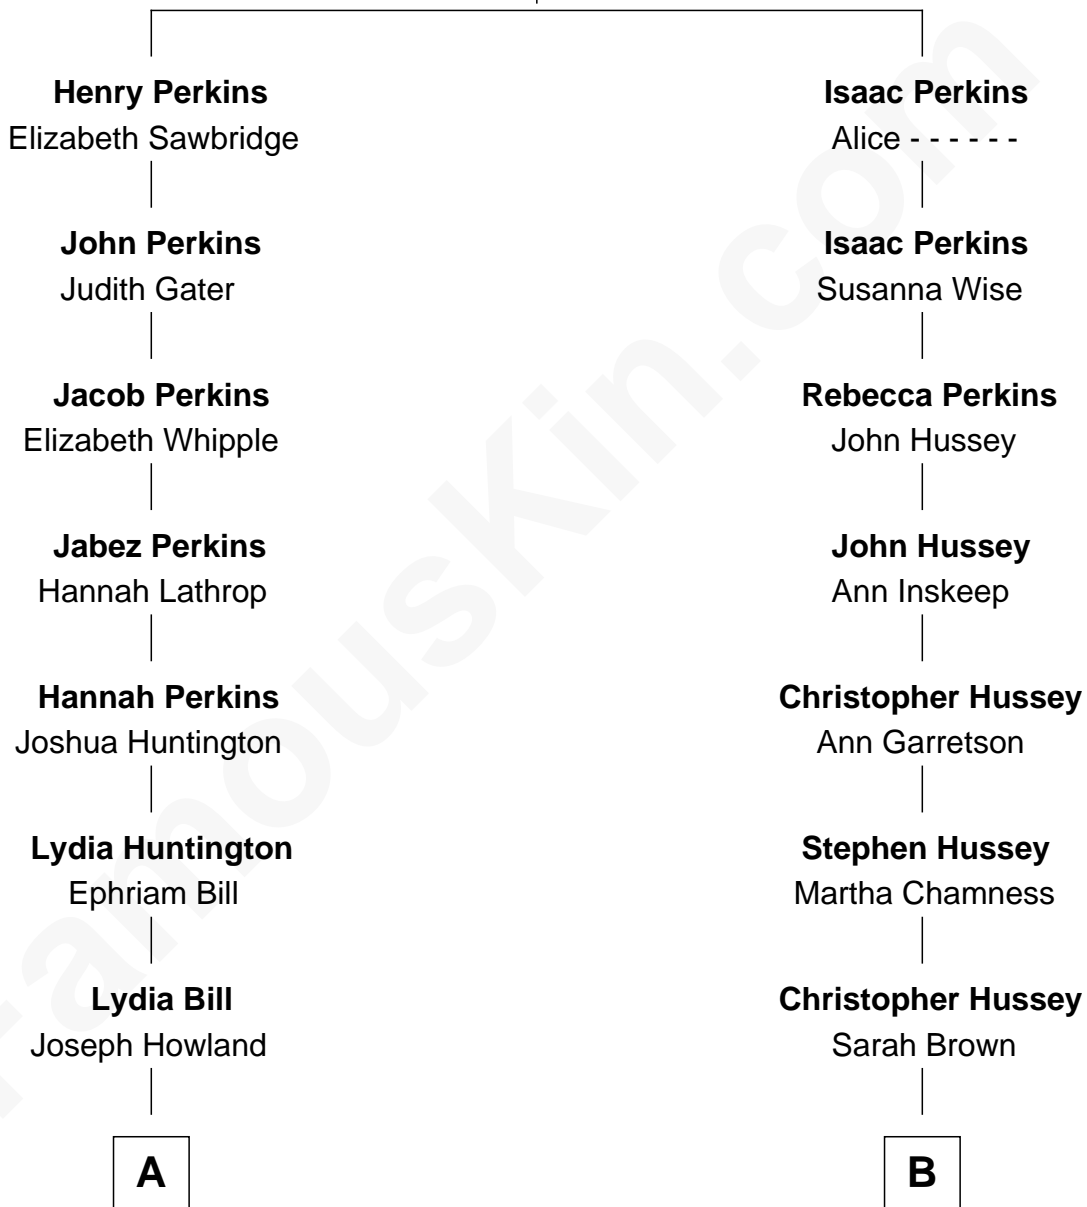 Henry Perkins
Elizabeth Sawbridge
John Perkins
Judith Gater
Jacob Perkins
Elizabeth Whipple
Jabez Perkins
Hannah Lathrop
Hannah Perkins
Joshua Huntington
Lydia Huntington
Ephriam Bill
Lydia Bill
Joseph Howland
A
Isaac Perkins
Alice - - - - - -
Isaac Perkins
Susanna Wise
Rebecca Perkins
John Hussey
John Hussey
Ann Inskeep
Christopher Hussey
Ann Garretson
Stephen Hussey
Martha Chamness
Christopher Hussey
Sarah Brown
B
FamousKin.com